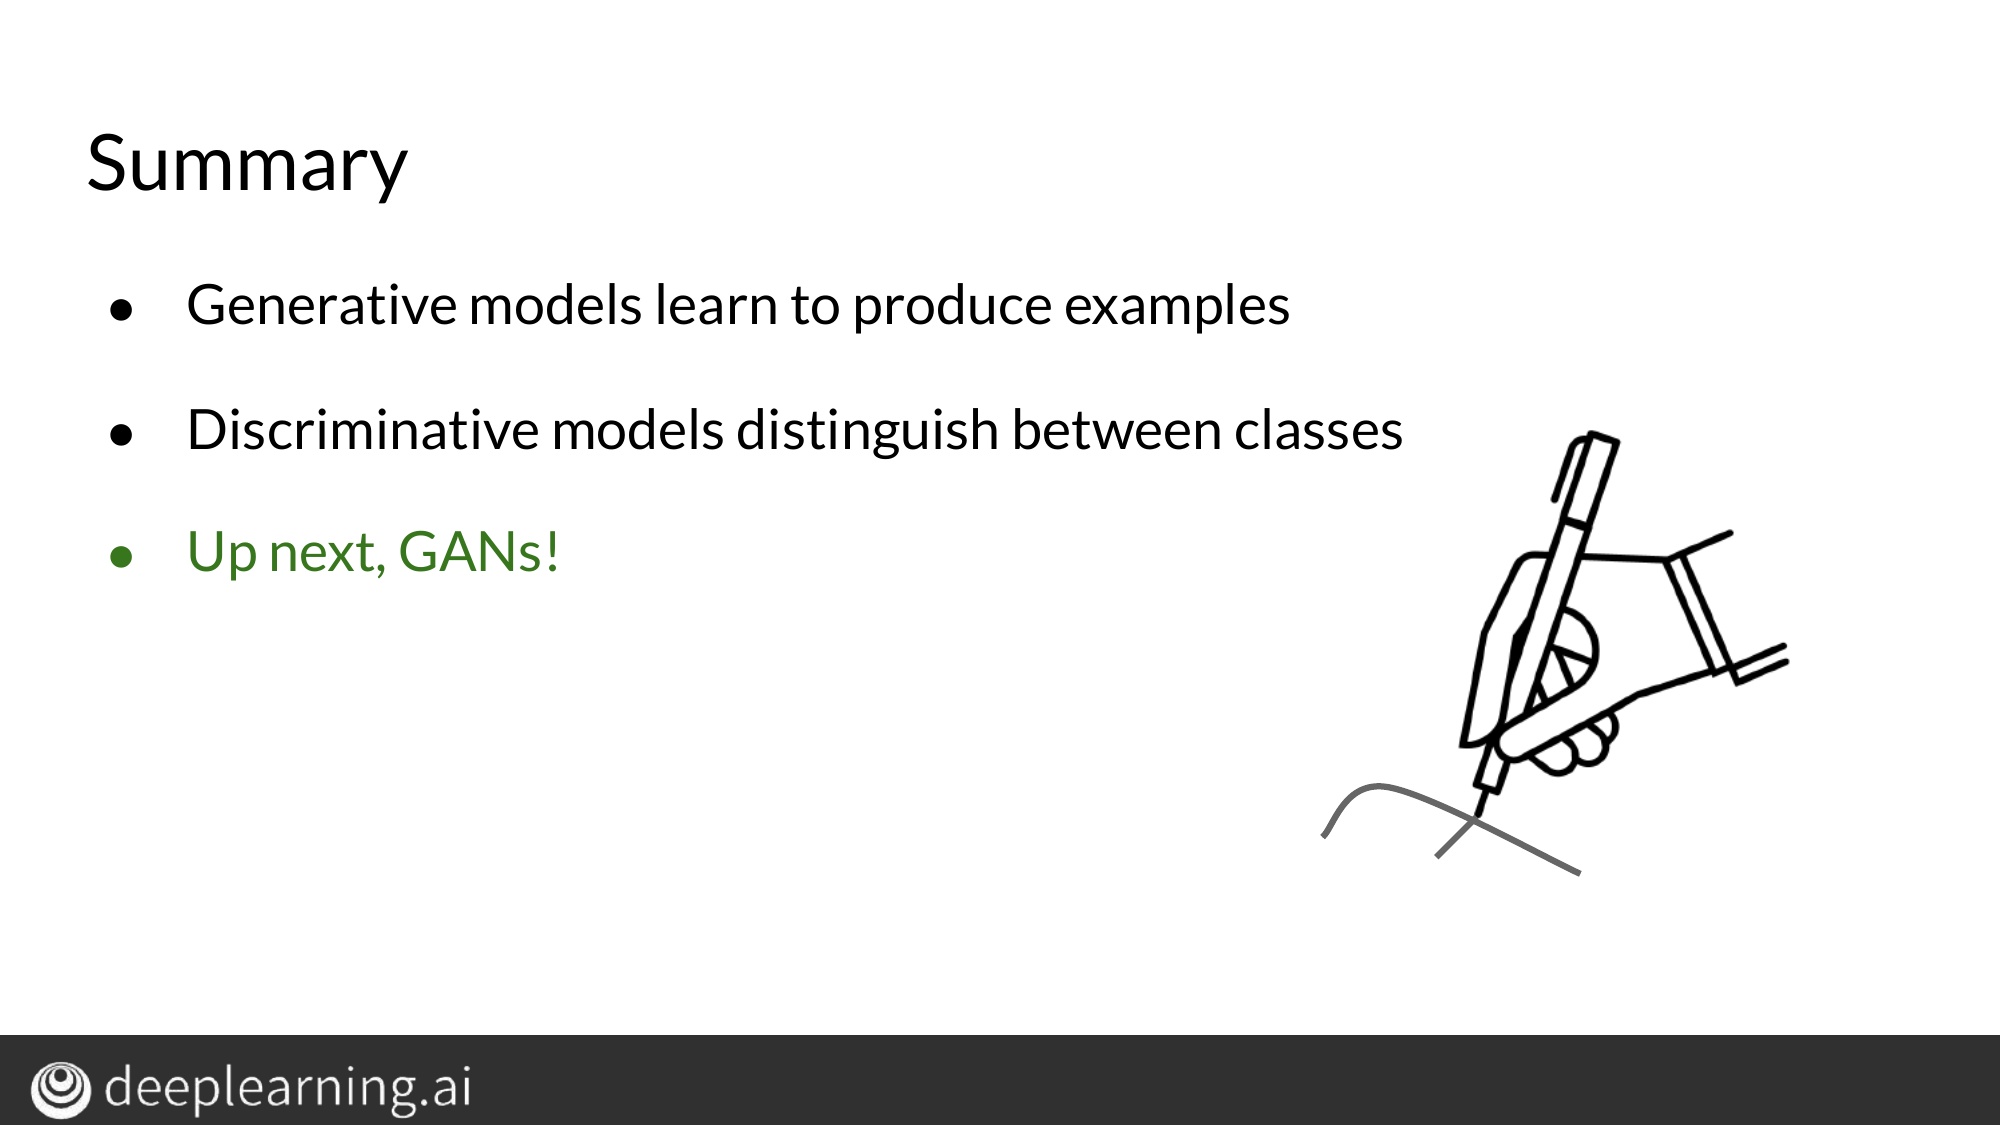 Summary
● Generative models learn to produce examples
● Discriminative models distinguish between classes
● Up next, GANs!
deeplearning.ai